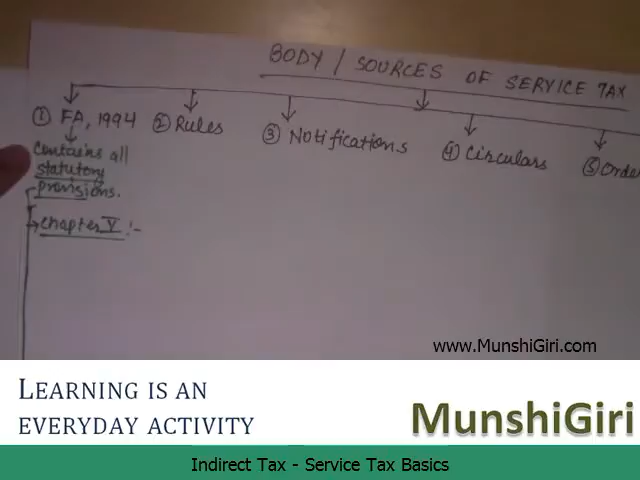 BODY / SOURCES OF SERVICE TAX
① FA, 1994
② Rules
③ Notifications
④ Circulars
⑤ Order
Contains all
statutory
provisions.
Chapter V :-
www.MunshiGiri.com
LEARNING IS AN
EVERYDAY ACTIVITY
MunshiGiri
Indirect Tax - Service Tax Basics